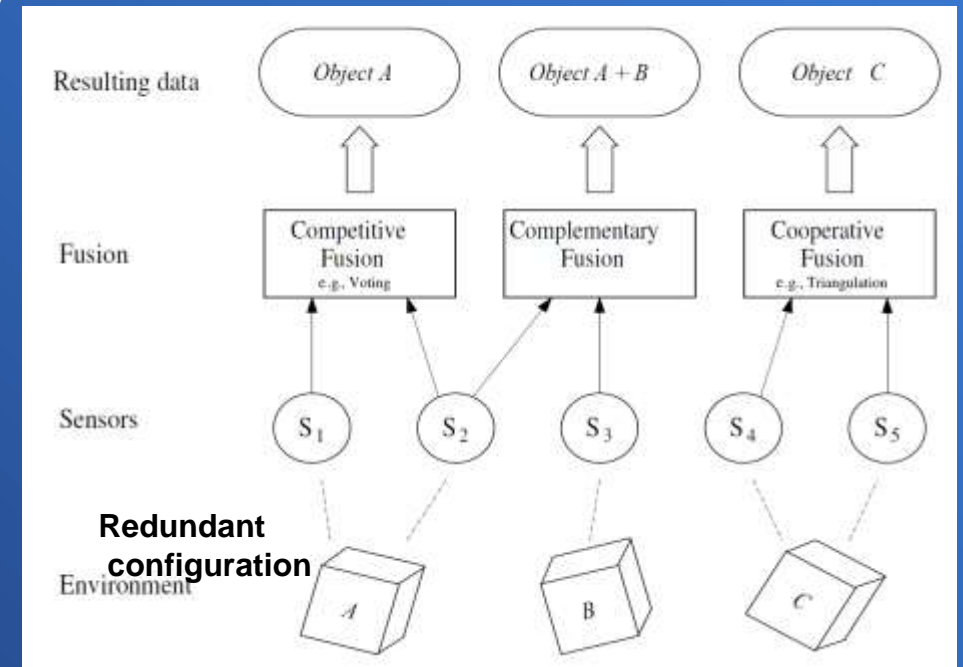 Resulting data
Object A
Object A + B
Object C
Fusion
Competitive
Fusion
e.g., Voting
Complementary
Fusion
Cooperative
Fusion
e.g., Triangulation
Sensors
S1
S2
S3
S4
S5
Redundant
configuration
Environment
A
B
C